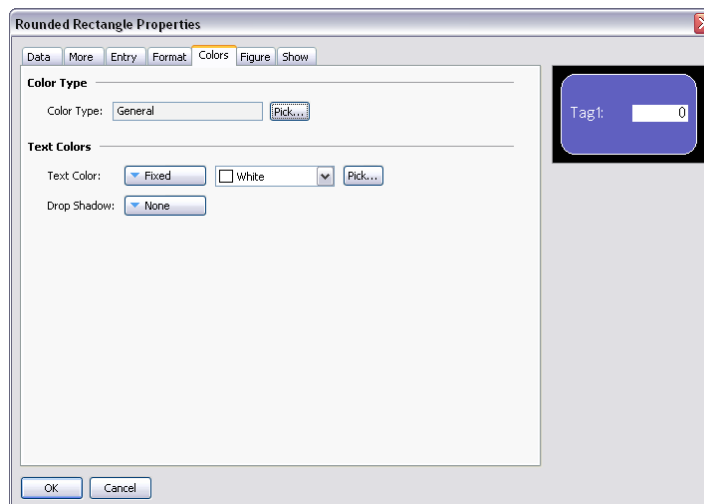 Rounded Rectangle Properties
Data More Entry Format Colors Figure Show
Color Type
Color Type: General Pick...
Text Colors
Text Color: Fixed White Pick...
Drop Shadow: None
Tag1: 0
OK Cancel